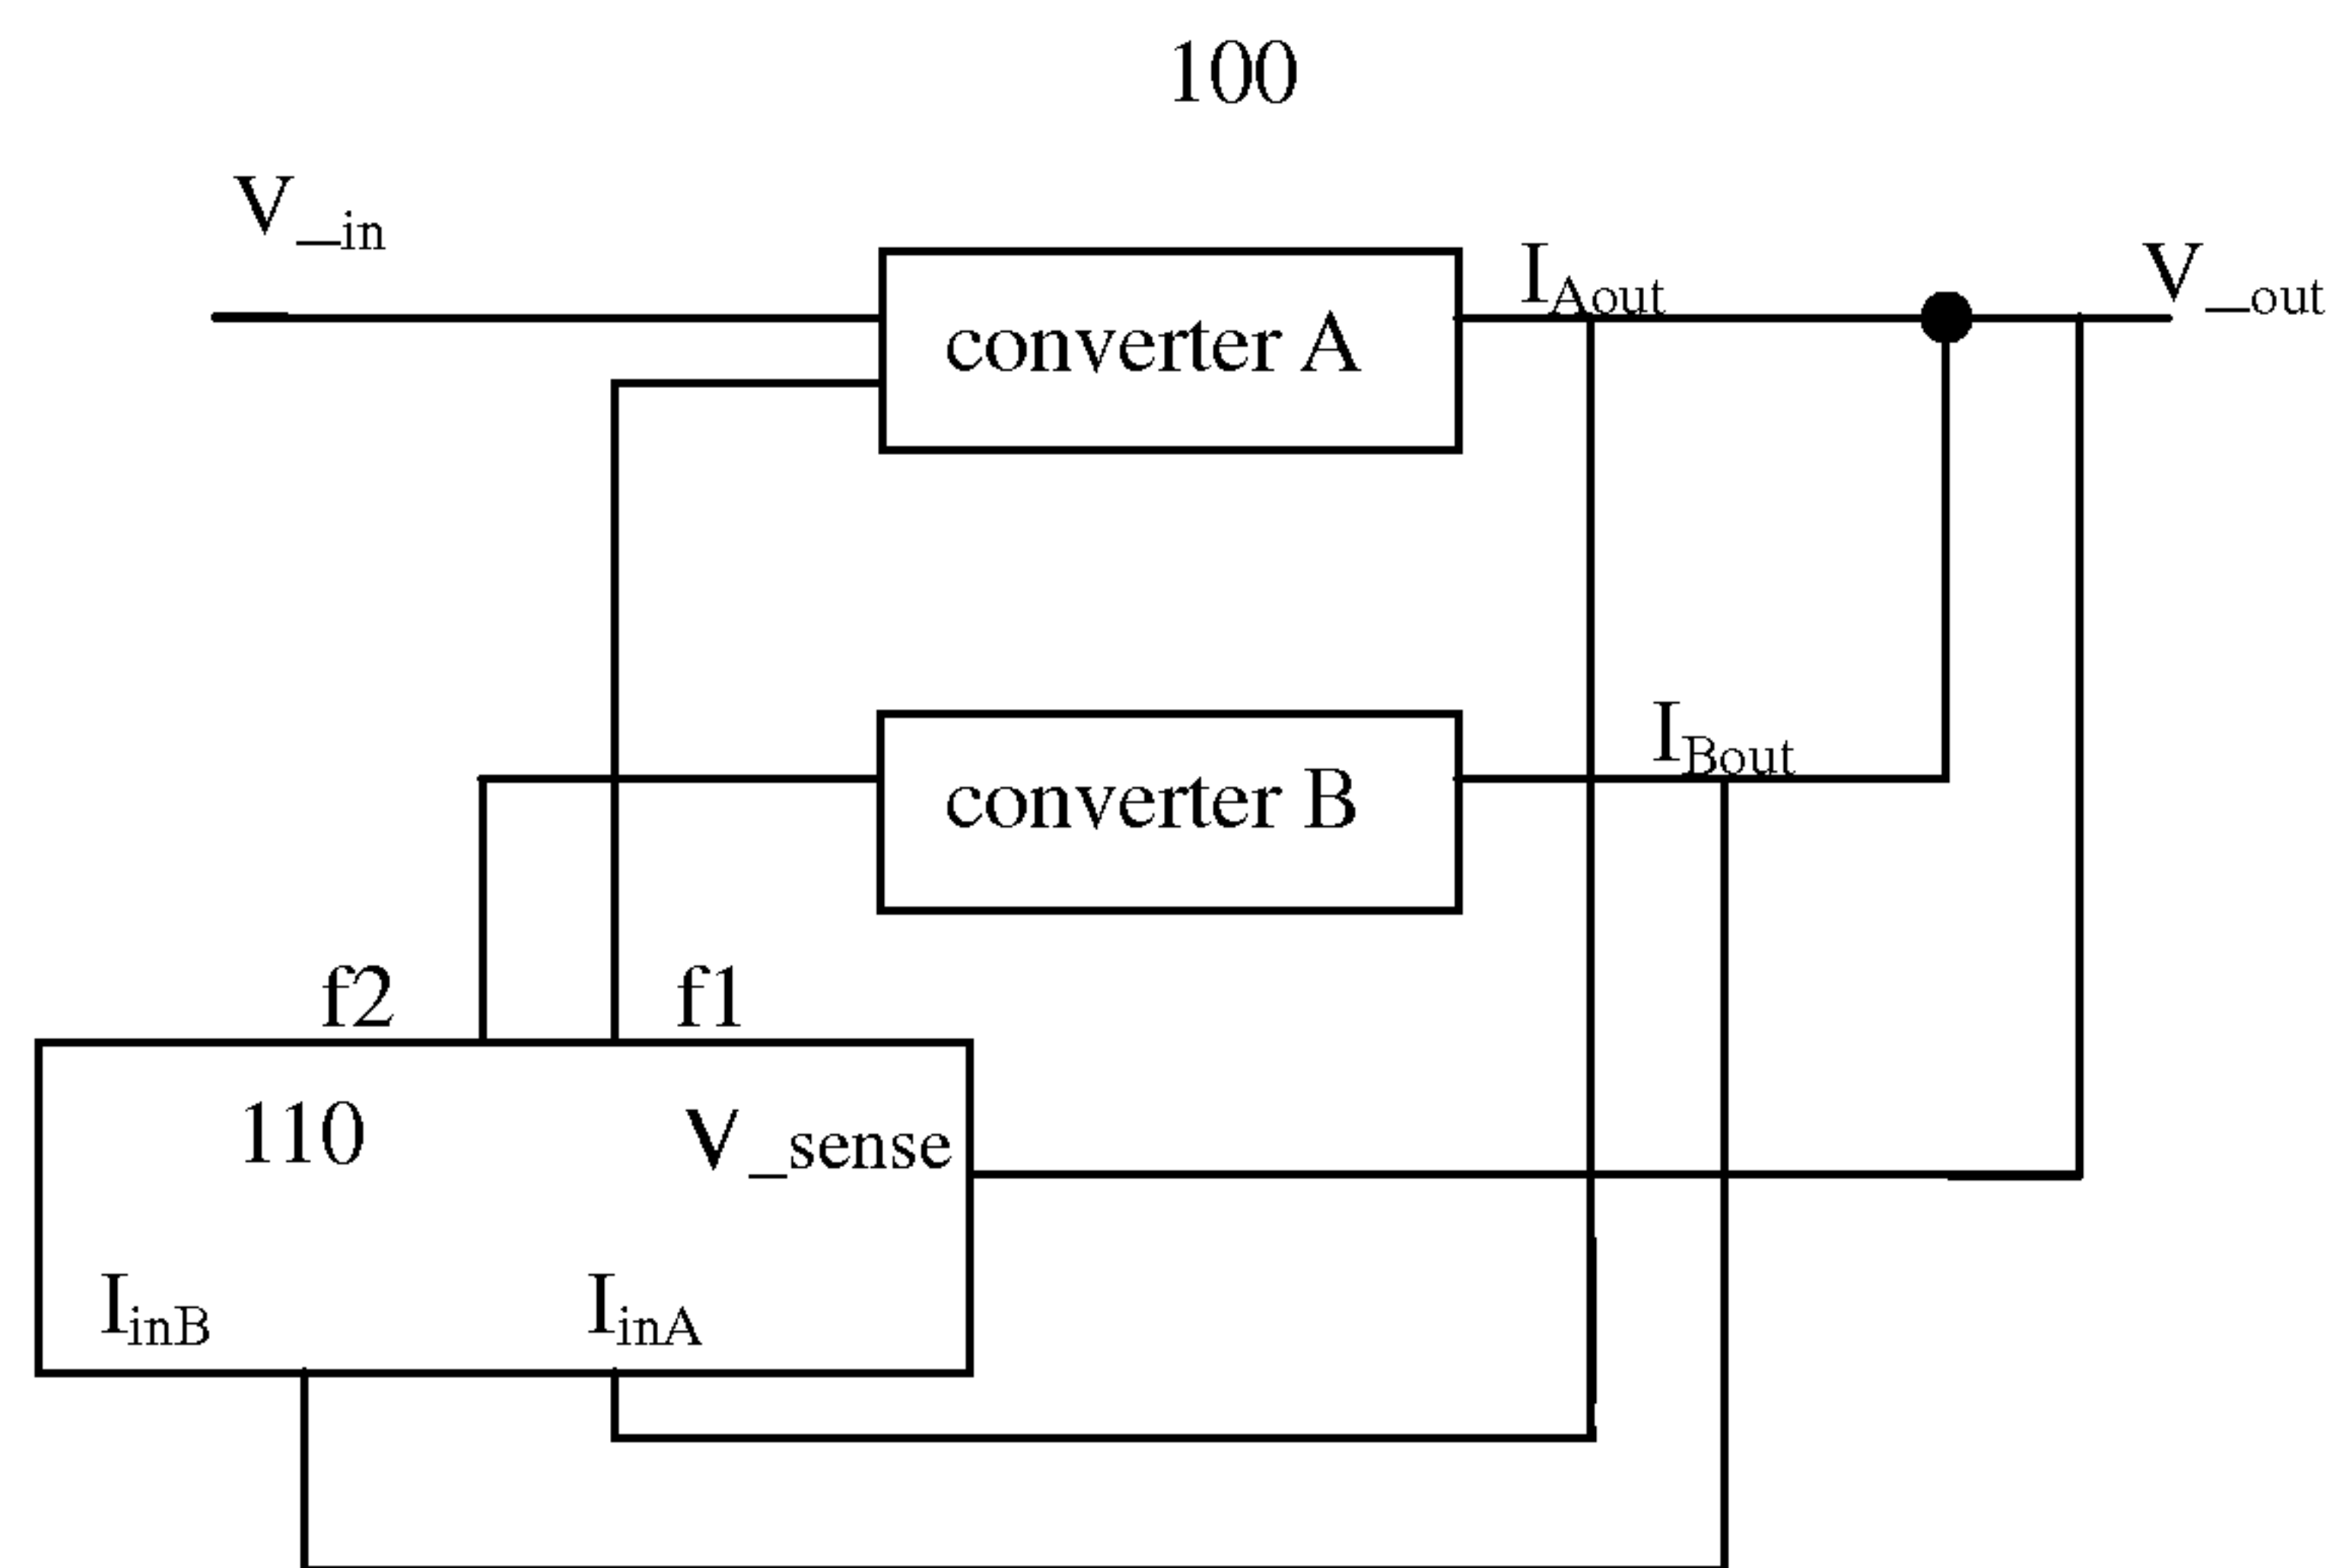 100
V_in
I_Aout
V_out
converter A
I_Bout
converter B
f2
f1
110
V_sense
I_inB
I_inA